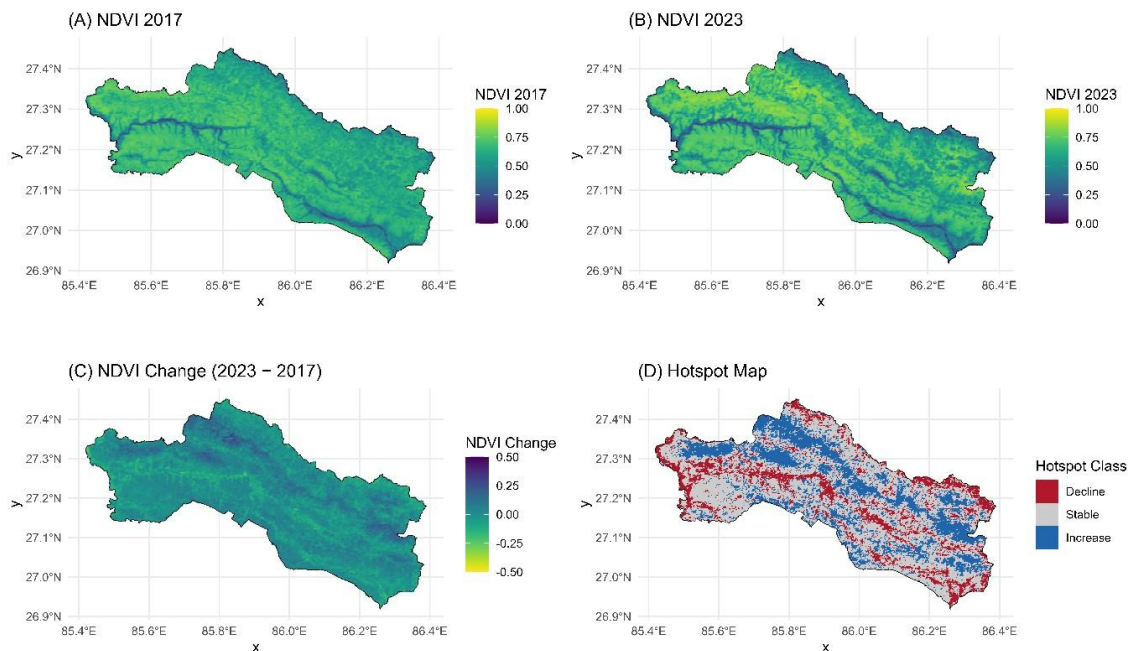 (A) NDVI 2017
27.4°N
27.3°N
27.2°N
27.1°N
27.0°N
26.9°N
y
85.4°E 85.6°E 85.8°E 86.0°E 86.2°E 86.4°E
x
NDVI 2017
1.00
0.75
0.50
0.25
0.00
(B) NDVI 2023
27.4°N
27.3°N
27.2°N
27.1°N
27.0°N
26.9°N
y
85.4°E 85.6°E 85.8°E 86.0°E 86.2°E 86.4°E
x
NDVI 2023
1.00
0.75
0.50
0.25
0.00
(C) NDVI Change (2023 − 2017)
27.4°N
27.3°N
27.2°N
27.1°N
27.0°N
26.9°N
y
85.4°E 85.6°E 85.8°E 86.0°E 86.2°E 86.4°E
x
NDVI Change
0.50
0.25
0.00
-0.25
-0.50
(D) Hotspot Map
27.4°N
27.3°N
27.2°N
27.1°N
27.0°N
26.9°N
y
85.4°E 85.6°E 85.8°E 86.0°E 86.2°E 86.4°E
x
Hotspot Class
Decline
Stable
Increase